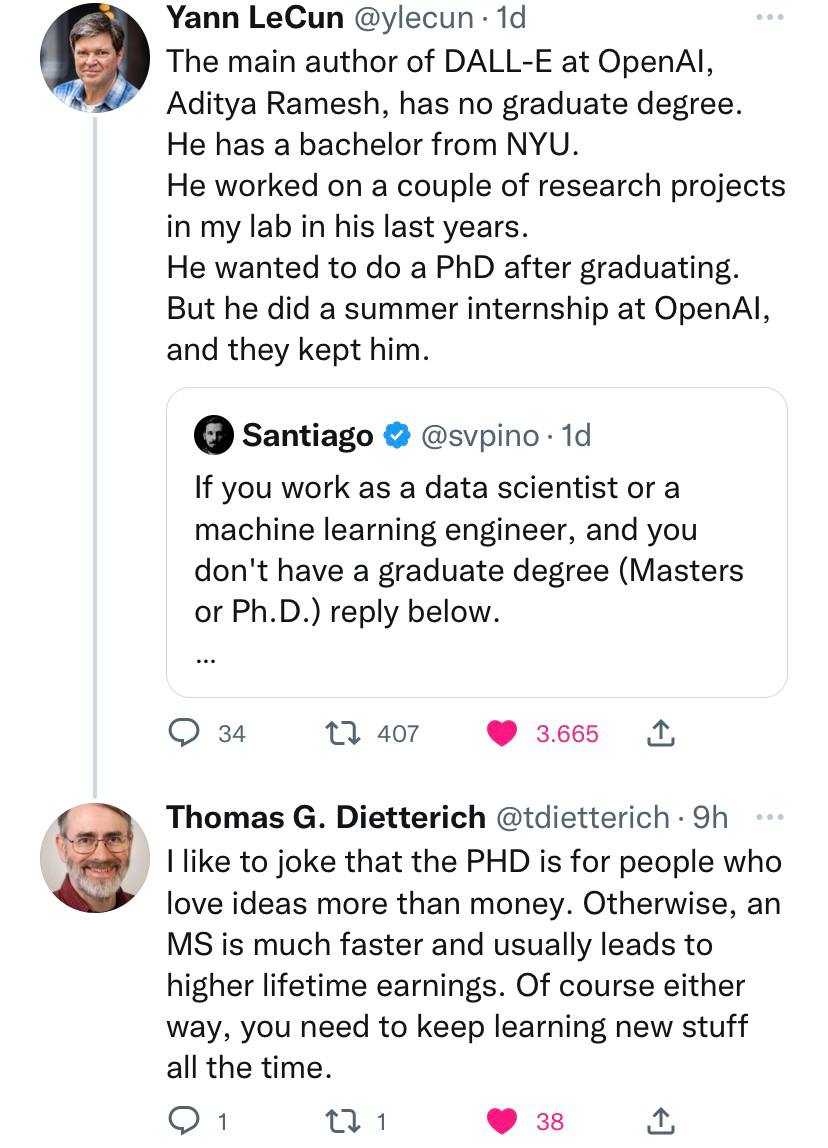 Yann LeCun @ylecun · 1d
The main author of DALL-E at OpenAI,
Aditya Ramesh, has no graduate degree.
He has a bachelor from NYU.
He worked on a couple of research projects
in my lab in his last years.
He wanted to do a PhD after graduating.
But he did a summer internship at OpenAI,
and they kept him.
Santiago @svpino · 1d
If you work as a data scientist or a
machine learning engineer, and you
don't have a graduate degree (Masters
or Ph.D.) reply below.
...
34 407 3.665
Thomas G. Dietterich @tdietterich · 9h
I like to joke that the PHD is for people who
love ideas more than money. Otherwise, an
MS is much faster and usually leads to
higher lifetime earnings. Of course either
way, you need to keep learning new stuff
all the time.
1 1 38